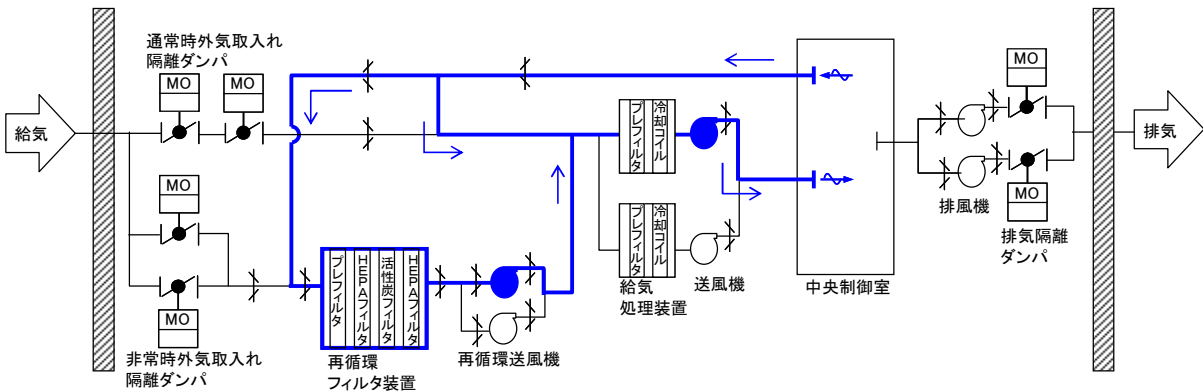 通常時外気取入れ
隔離ダンパ
MO
MO
給気
MO
MO
非常時外気取入れ
隔離ダンパ
プレフィルタ
HEPAフィルタ
活性炭フィルタ
HEPAフィルタ
再循環
フィルタ装置
再循環送風機
プレフィルタ
冷却コイル
プレフィルタ
冷却コイル
給気
処理装置
送風機
中央制御室
排風機
MO
MO
排気隔離
ダンパ
排気